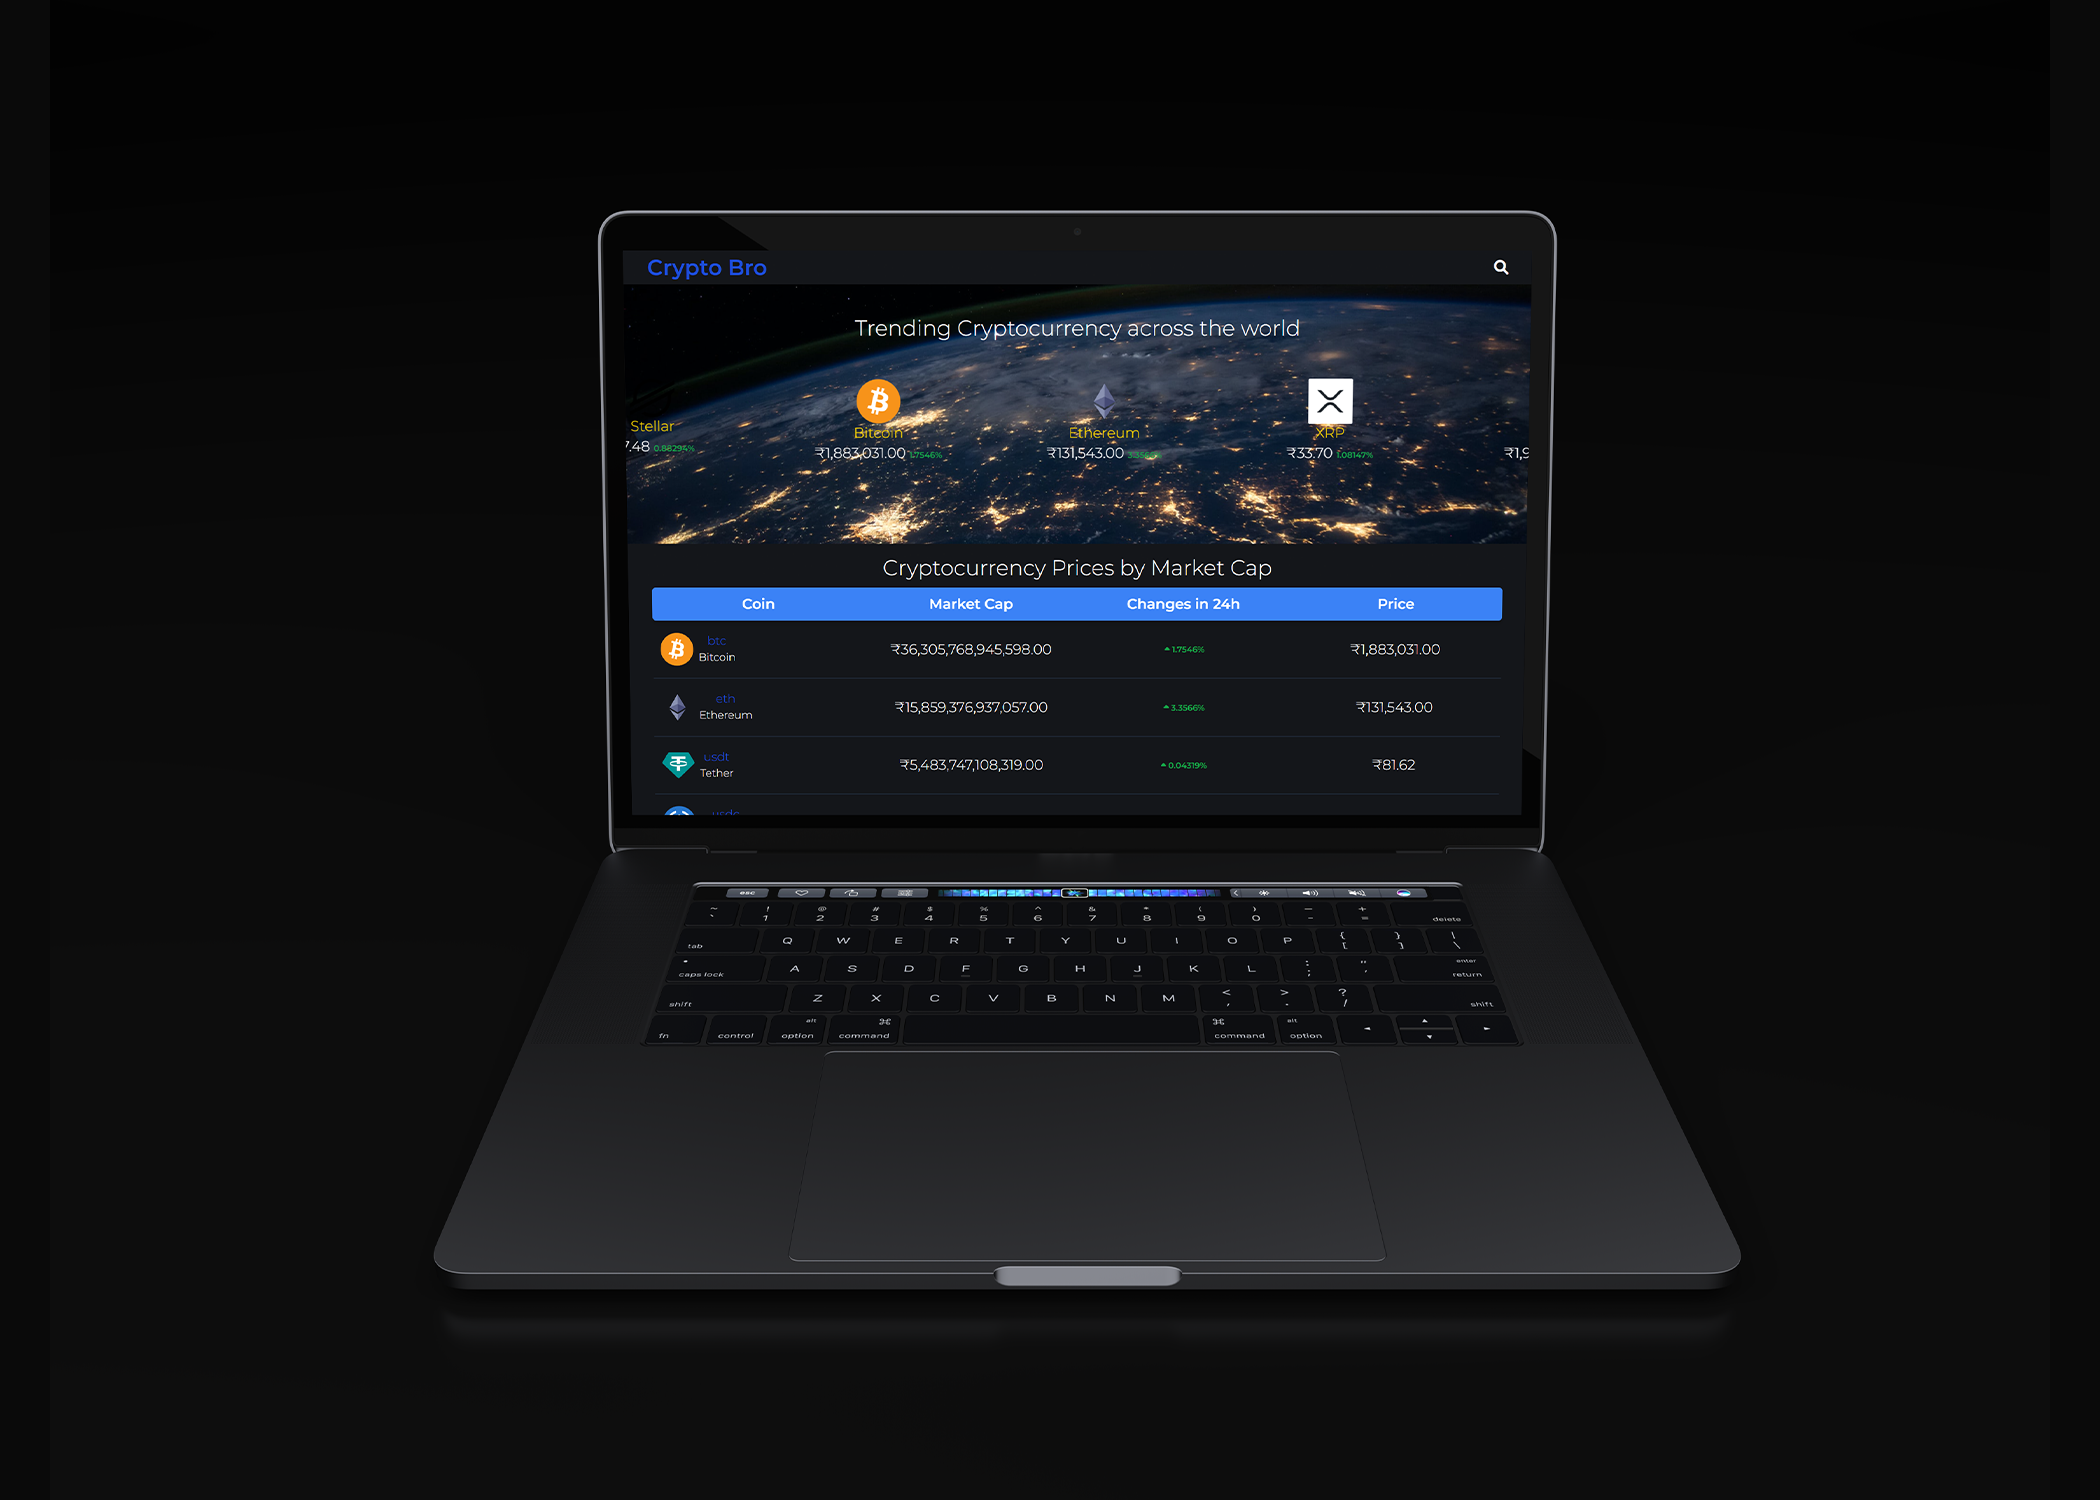 Crypto Bro
Trending Cryptocurrency across the world
Stellar
7.48 0.88294%
Bitcoin
₹1,883,031.00 1.7546%
Ethereum
₹131,543.00 3.3566%
XRP
₹33.70 1.08147%
₹1,9
Cryptocurrency Prices by Market Cap
Coin Market Cap Changes in 24h Price
btc
Bitcoin
₹36,305,768,945,598.00
1.7546%
₹1,883,031.00
eth
Ethereum
₹15,859,376,937,057.00
3.3566%
₹131,543.00
usdt
Tether
₹5,483,747,108,319.00
0.04319%
₹81.62
usdc
esc
~ ! @ # $ % ^ & * ( ) _ +
` 1 2 3 4 5 6 7 8 9 0 - = delete
tab Q W E R T Y U I O P { [ } ] | \
caps lock A S D F G H J K L : ; " ' enter return
shift Z X C V B N M < , > . ? / shift
fn control alt option ⌘ command ⌘ command alt option